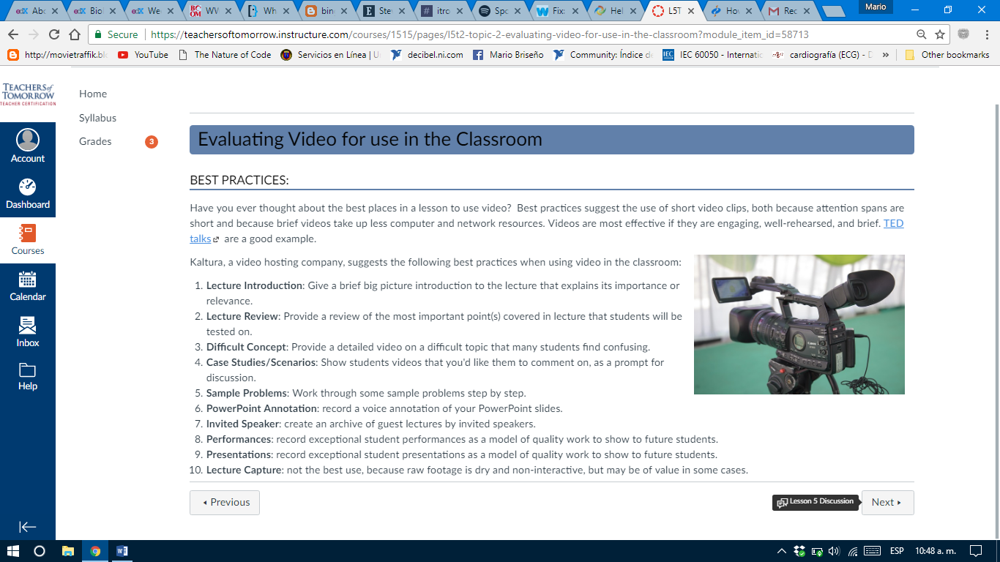 Abo
Biol
We
WV
Wh
bin
Ste
itro
Spc
Fix
Hel
L5T
Ho
Rec
Mario
Secure
https://teachersoftomorrow.instructure.com/courses/1515/pages/l5t2-topic-2-evaluating-video-for-use-in-the-classroom?module_item_id=58713
http://movietraffik.bl
YouTube
The Nature of Code
Servicios en Línea | U
decibel.ni.com
Mario Briseño
Community: Índice de
IEC 60050 - Internatic
cardiografía (ECG) - D
»
Other bookmarks
TEACHERS of
TOMORROW
TEACHER CERTIFICATION
Account
Dashboard
Courses
Calendar
Inbox
Help
Home
Syllabus
Grades 3
Evaluating Video for use in the Classroom
BEST PRACTICES:
Have you ever thought about the best places in a lesson to use video? Best practices suggest the use of short video clips, both because attention spans are
short and because brief videos take up less computer and network resources. Videos are most effective if they are engaging, well-rehearsed, and brief. TED
talks are a good example.
Kaltura, a video hosting company, suggests the following best practices when using video in the classroom:
1. Lecture Introduction: Give a brief big picture introduction to the lecture that explains its importance or
relevance.
2. Lecture Review: Provide a review of the most important point(s) covered in lecture that students will be
tested on.
3. Difficult Concept: Provide a detailed video on a difficult topic that many students find confusing.
4. Case Studies/Scenarios: Show students videos that you'd like them to comment on, as a prompt for
discussion.
5. Sample Problems: Work through some sample problems step by step.
6. PowerPoint Annotation: record a voice annotation of your PowerPoint slides.
7. Invited Speaker: create an archive of guest lectures by invited speakers.
8. Performances: record exceptional student performances as a model of quality work to show to future students.
9. Presentations: record exceptional student presentations as a model of quality work to show to future students.
10. Lecture Capture: not the best use, because raw footage is dry and non-interactive, but may be of value in some cases.
Previous
Lesson 5 Discussion
Next
ESP
10:48 a. m.